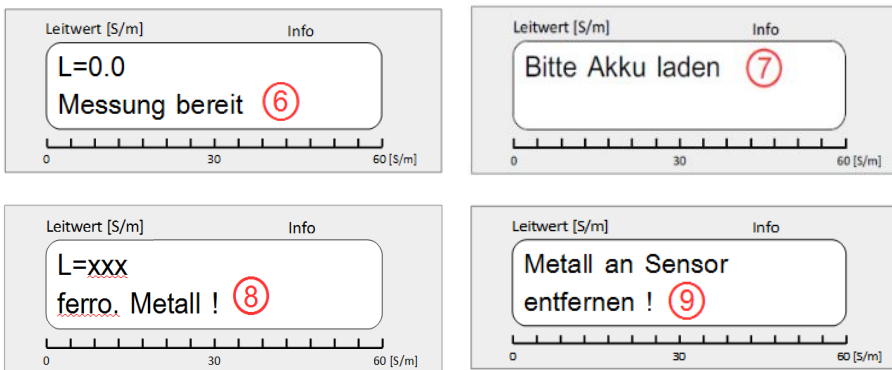 Leitwert [S/m] Info
L=0.0
Messung bereit 6
0 30 60 [S/m]
Leitwert [S/m] Info
Bitte Akku laden 7
0 30 60 [S/m]
Leitwert [S/m] Info
L=xxx
ferro. Metall ! 8
0 30 60 [S/m]
Leitwert [S/m] Info
Metall an Sensor
entfernen ! 9
0 30 60 [S/m]